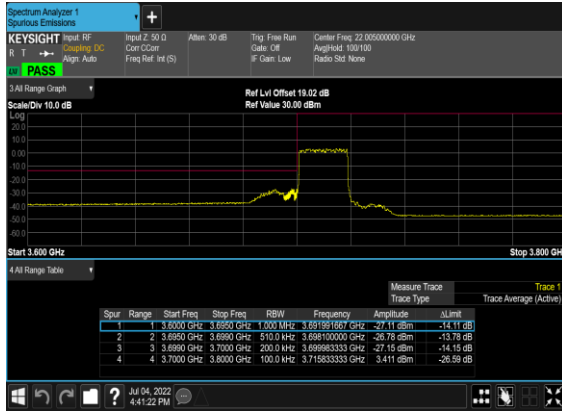 Spectrum Analyzer 1
Spurious Emissions
KEYSIGHT Input: RF Input Z: 50 Ω Atten: 30 dB Trig: Free Run Center Freq: 22.005000000 GHz
R T Coupling: DC Corr CCorr Gate: Off Avg|Hold: 100/100
Align: Auto Freq Ref: Int (S) IF Gain: Low Radio Std: None
PASS
3 All Range Graph
Ref Lvl Offset 19.02 dB
Scale/Div 10.0 dB Ref Value 30.00 dBm
Log
20.0
10.0
0.00
-10.0
-20.0
-30.0
-40.0
-50.0
-60.0
Start 3.600 GHz Stop 3.800 GH
4 All Range Table
Measure Trace Trace 1
Trace Type Trace Average (Active)
Spur Range Start Freq Stop Freq RBW Frequency Amplitude ΔLimit
1 1 3.6000 GHz 3.6950 GHz 1.000 MHz 3.691991667 GHz -27.11 dBm -14.11 dB
2 2 3.6950 GHz 3.6990 GHz 510.0 kHz 3.698100000 GHz -26.78 dBm -13.78 dB
3 3 3.6990 GHz 3.7000 GHz 200.0 kHz 3.699983333 GHz -27.15 dBm -14.15 dB
4 4 3.7000 GHz 3.8000 GHz 100.0 kHz 3.715833333 GHz 3.411 dBm -26.59 dB
? Jul 04, 2022
4:41:22 PM